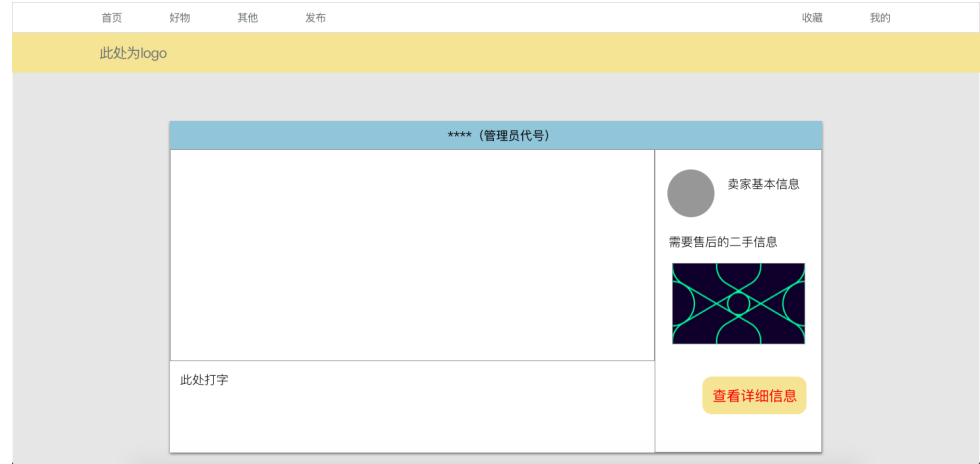 首页 好物 其他 发布 收藏 我的
此处为logo
****（管理员代号）
卖家基本信息
需要售后的二手信息
此处打字
查看详细信息